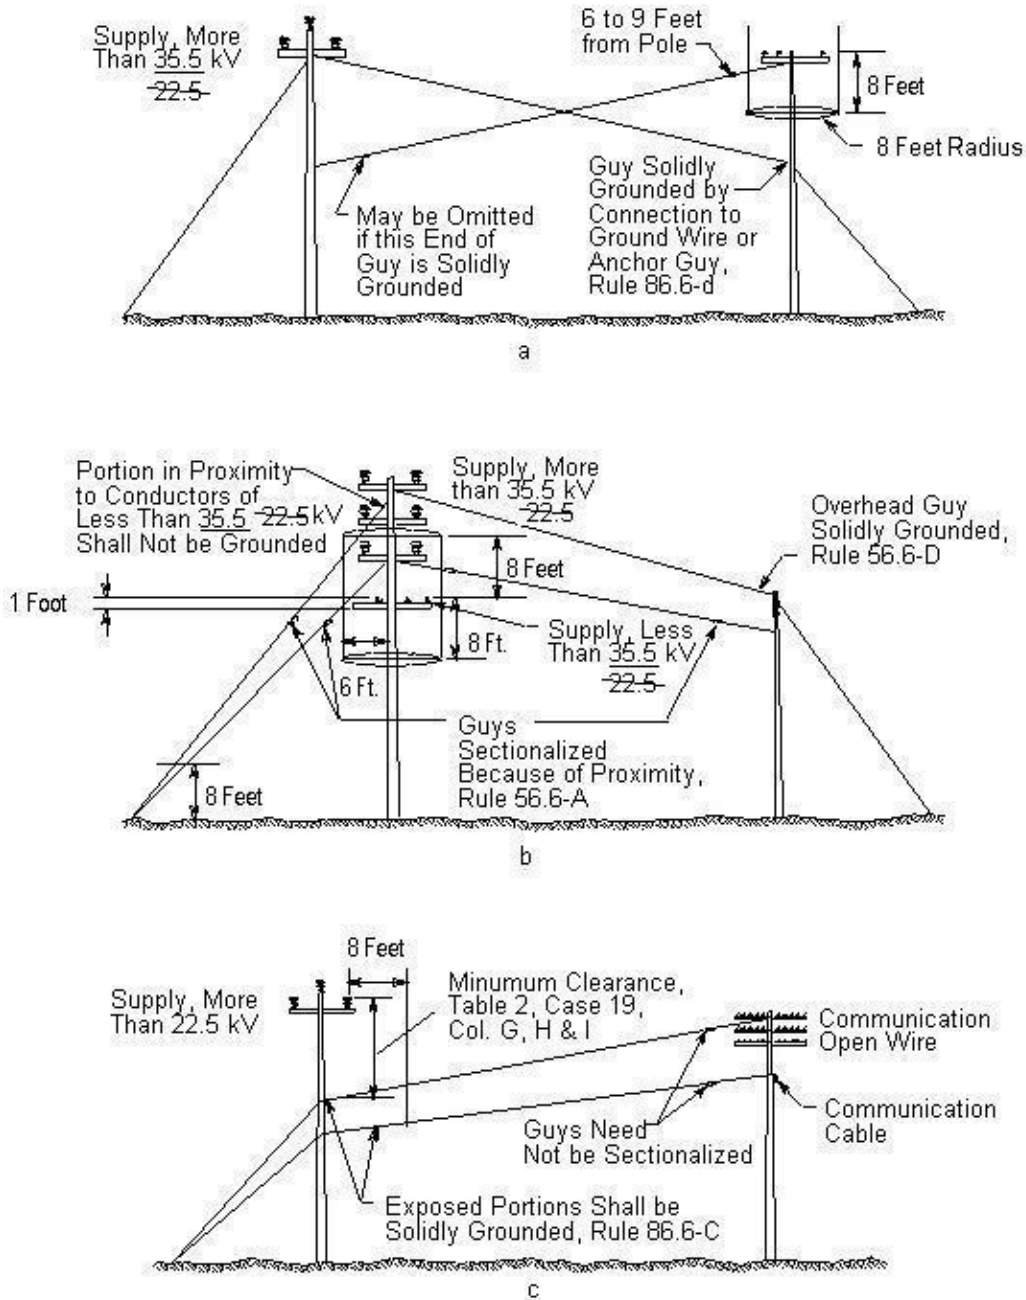 Supply, More
Than 35.5 kV
22.5
6 to 9 Feet
from Pole
8 Feet
8 Feet Radius
May be Omitted
if this End of
Guy is Solidly
Grounded
Guy Solidly
Grounded by
Connection to
Ground Wire or
Anchor Guy,
Rule 86.6-d
a
Portion in Proximity
to Conductors of
Less Than 35.5 22.5 kV
Shall Not be Grounded
Supply, More
than 35.5 kV
22.5
Overhead Guy
Solidly Grounded,
Rule 56.6-D
8 Feet
1 Foot
8 Ft.
Supply, Less
Than 35.5 kV
22.5
6 Ft.
Guys
Sectionalized
Because of Proximity,
Rule 56.6-A
8 Feet
b
8 Feet
Supply, More
Than 22.5 kV
Minumum Clearance,
Table 2, Case 19,
Col. G, H & I
Communication
Open Wire
Guys Need
Not be Sectionalized
Communication
Cable
Exposed Portions Shall be
Solidly Grounded, Rule 86.6-C
c